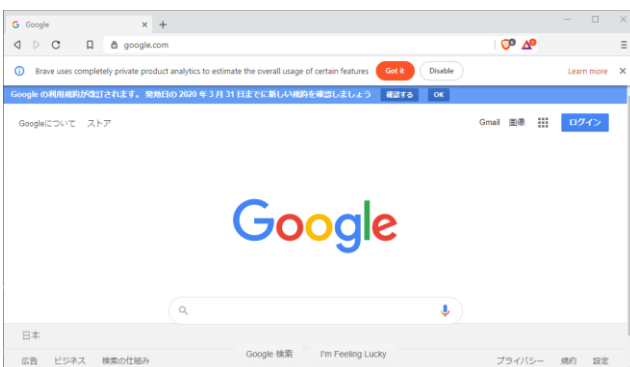 Google
google.com
Brave uses completely private product analytics to estimate the overall usage of certain features Got it Disable Learn more
Google の利用規約が改訂されます。発効日の 2020 年 3 月 31 日までに新しい規約を確認しましょう 確認する OK
Googleについて ストア Gmail 画像 ログイン
Google
日本
Google 検索 I'm Feeling Lucky
広告 ビジネス 検索の仕組み プライバシー 規約 設定